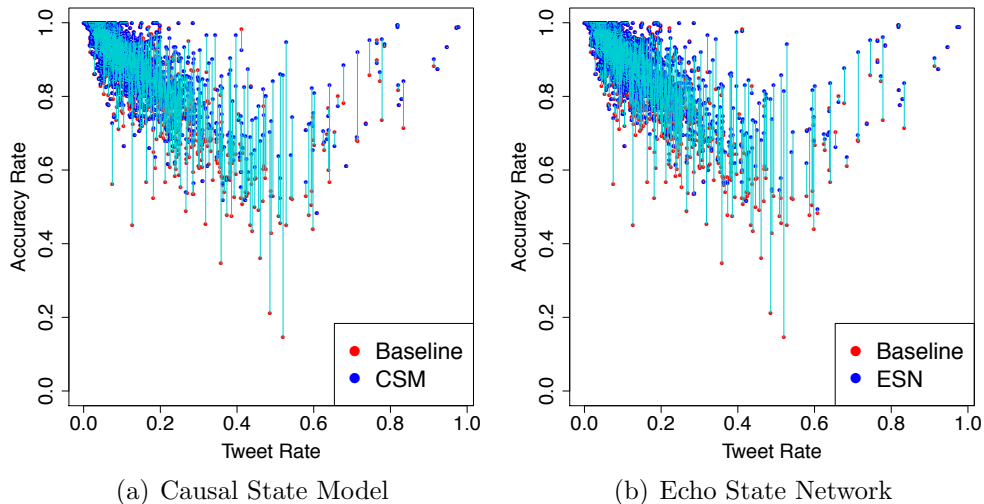 Accuracy Rate
1.0
0.8
0.6
0.4
0.2
0.0
Baseline
CSM
0.0 0.2 0.4 0.6 0.8 1.0
Tweet Rate
(a) Causal State Model
Accuracy Rate
1.0
0.8
0.6
0.4
0.2
0.0
Baseline
ESN
0.0 0.2 0.4 0.6 0.8 1.0
Tweet Rate
(b) Echo State Network